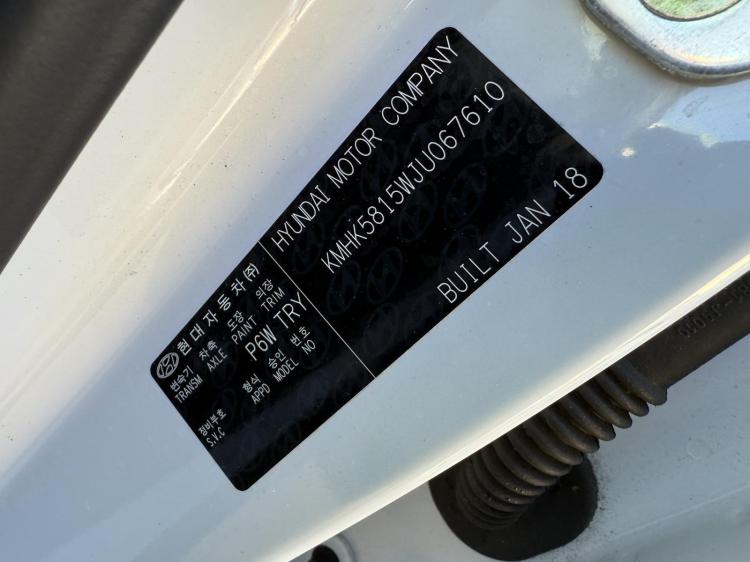 현대자동차(주)
HYUNDAI MOTOR COMPANY
변속기 차축 도장 의장
TRANSM AXLE PAINT TRIM
P6W TRY
KMHK5815WJU067610
형식 승인 번호
APPD MODEL NO
장비부호
S.V.C
BUILT JAN 18